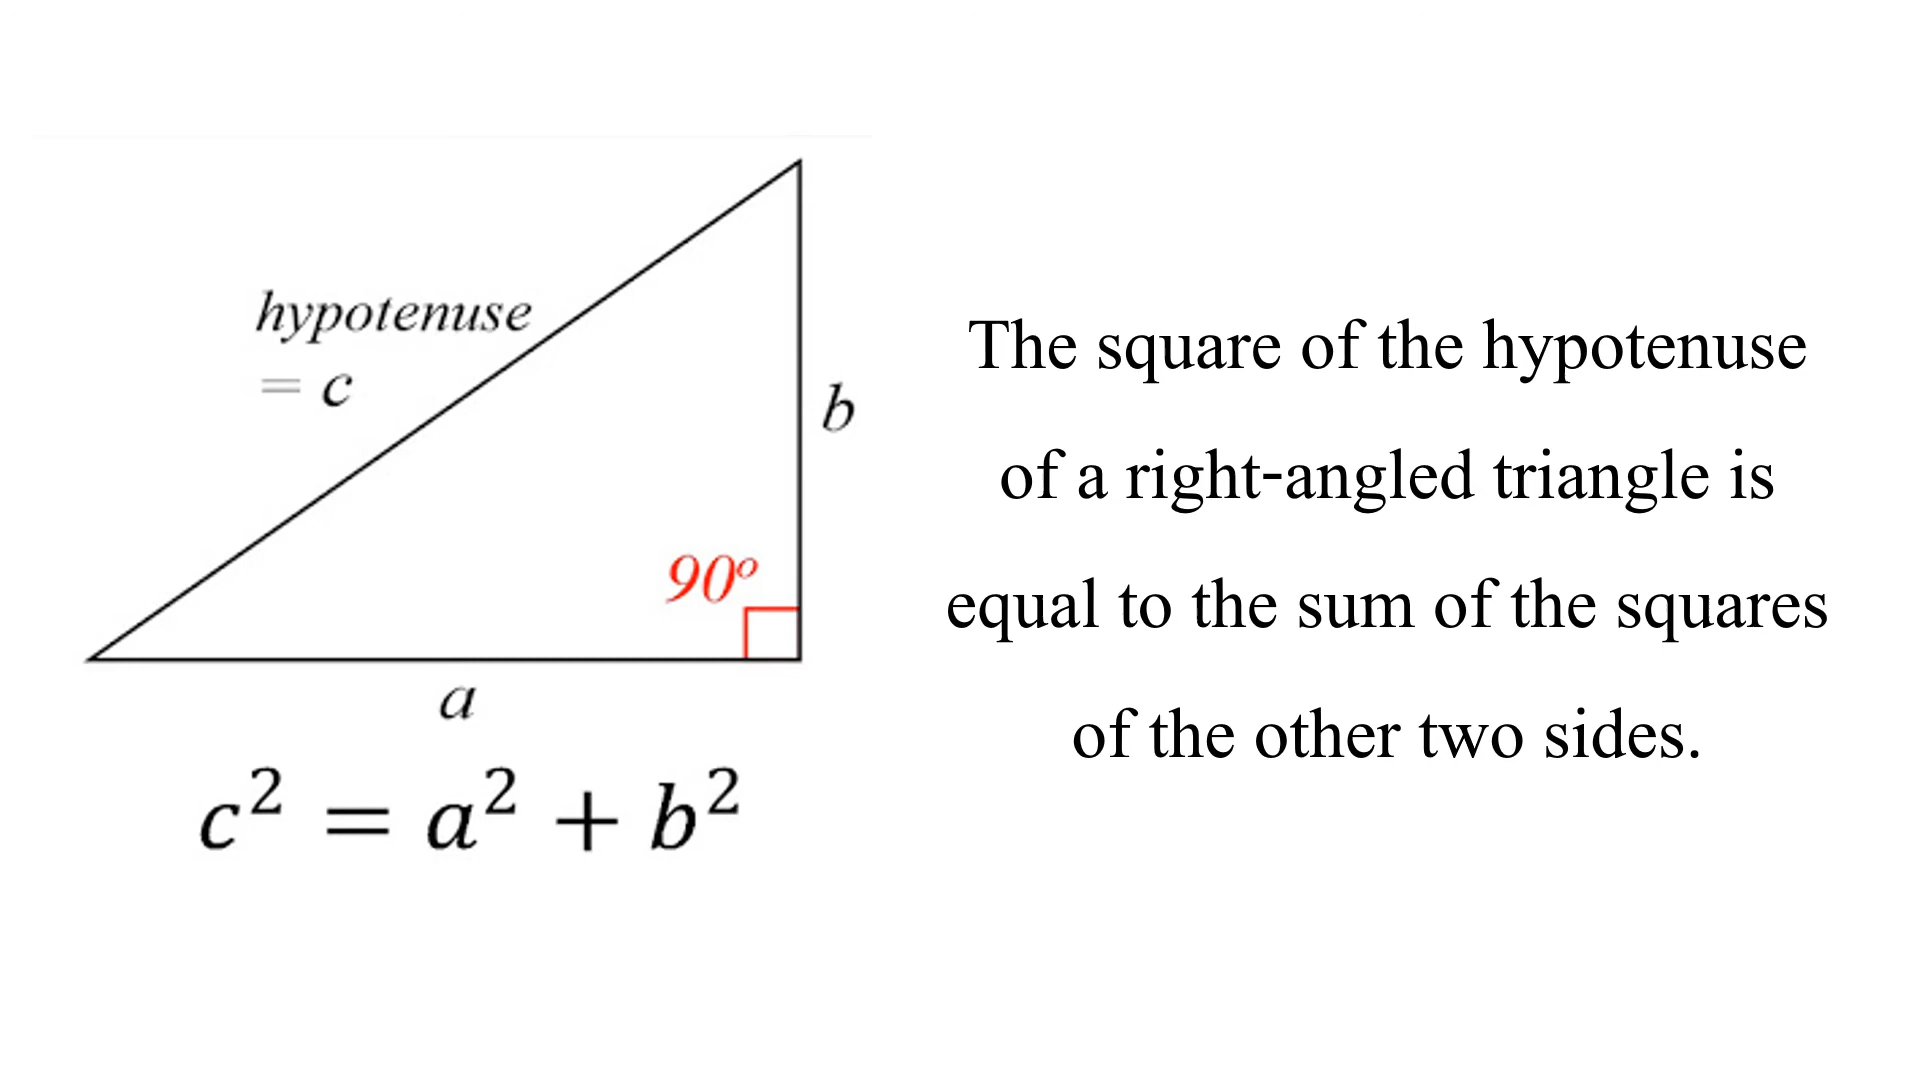 hypotenuse
= c
b
90°
a
c² = a² + b²
The square of the hypotenuse
of a right-angled triangle is
equal to the sum of the squares
of the other two sides.